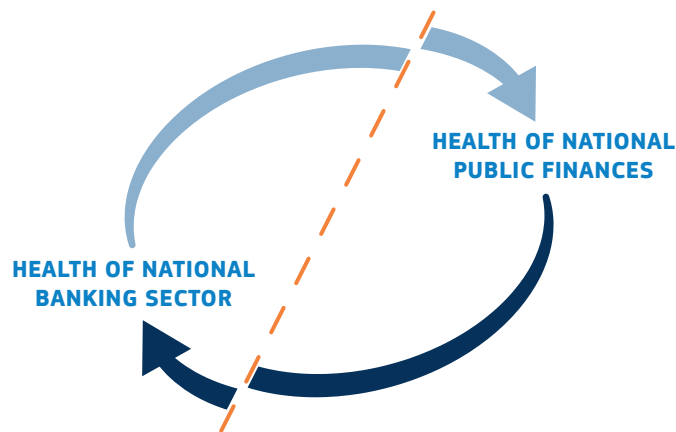 HEALTH OF NATIONAL
PUBLIC FINANCES
HEALTH OF NATIONAL
BANKING SECTOR